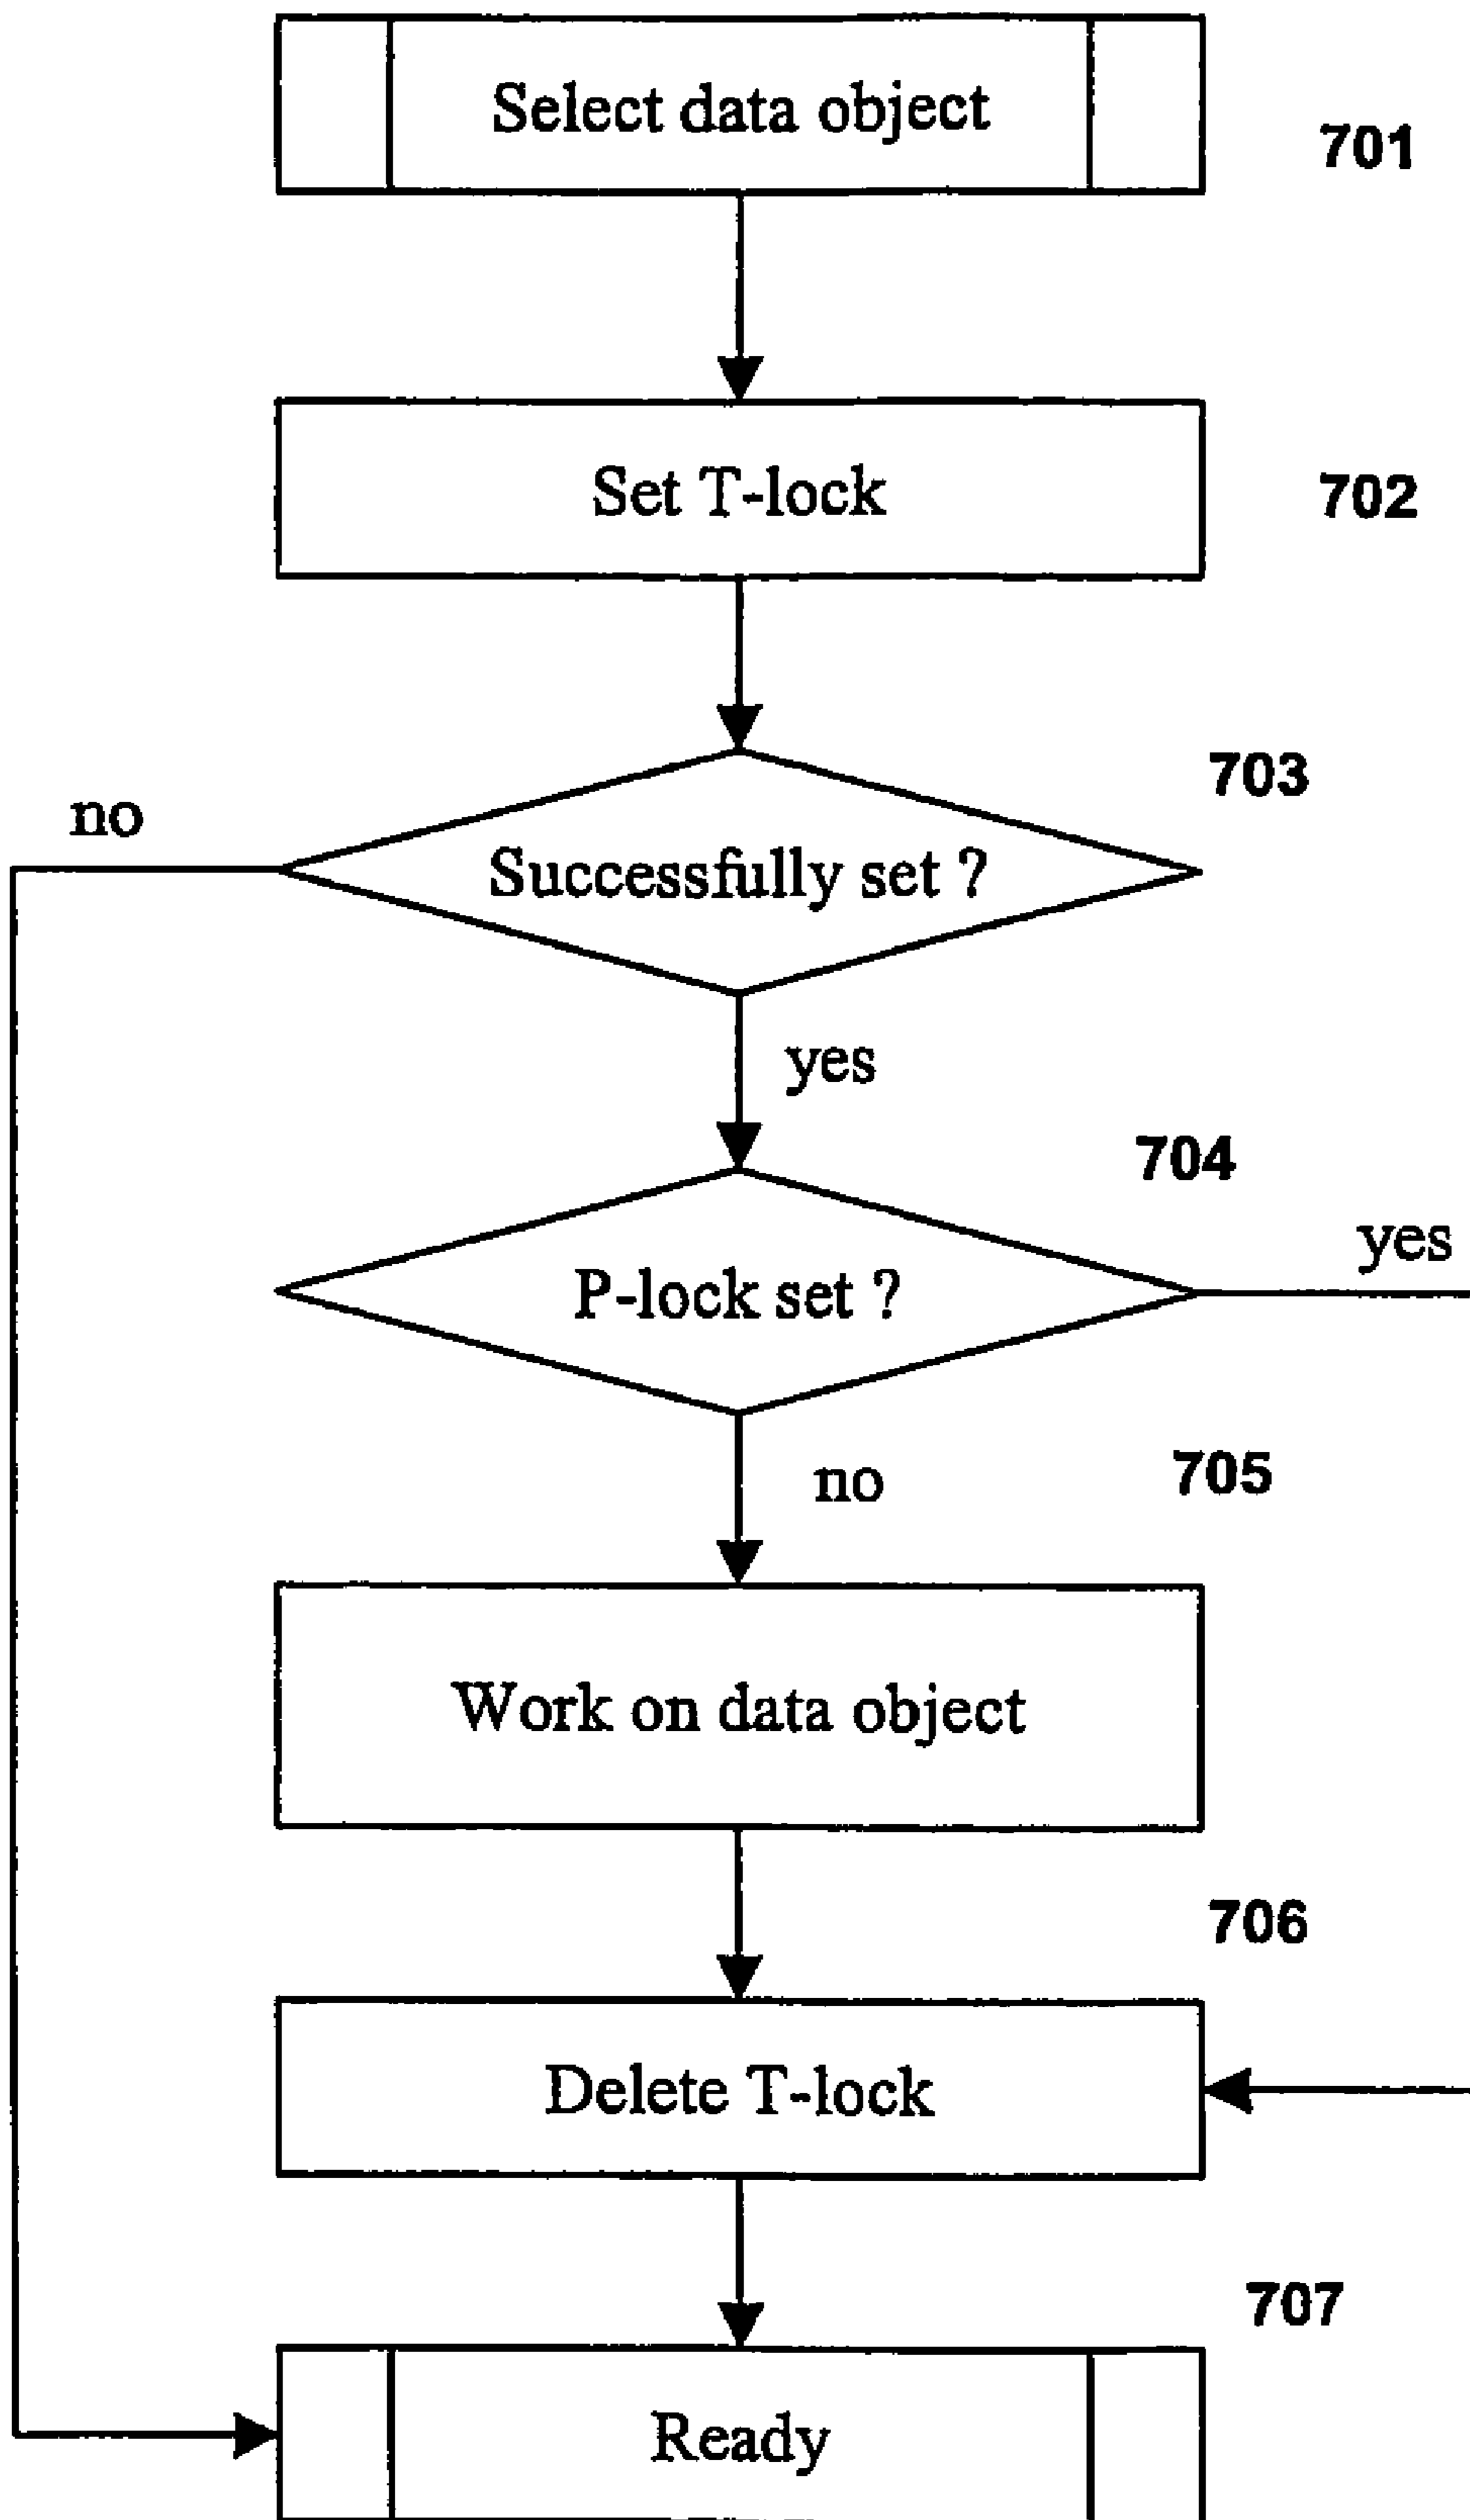 Select data object
701
Set T-lock
702
703
no
Successfully set ?
yes
704
yes
P-lock set ?
no
705
Work on data object
706
Delete T-lock
707
Ready